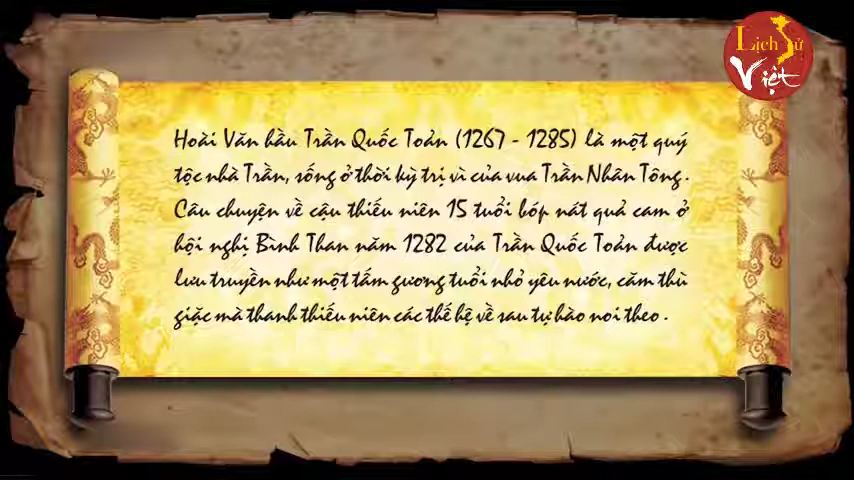 Lịch Sử
Việt
Hoài Văn hầu Trần Quốc Toản (1267 - 1285) là một quý
tộc nhà Trần, sống ở thời kỳ trị vì của vua Trần Nhân Tông.
Câu chuyện về cậu thiếu niên 15 tuổi bóp nát quả cam ở
hội nghị Bình Than năm 1282 của Trần Quốc Toản được
lưu truyền như một tấm gương tuổi nhỏ yêu nước, căm thù
giặc mà thanh thiếu niên các thế hệ về sau tự hào noi theo.